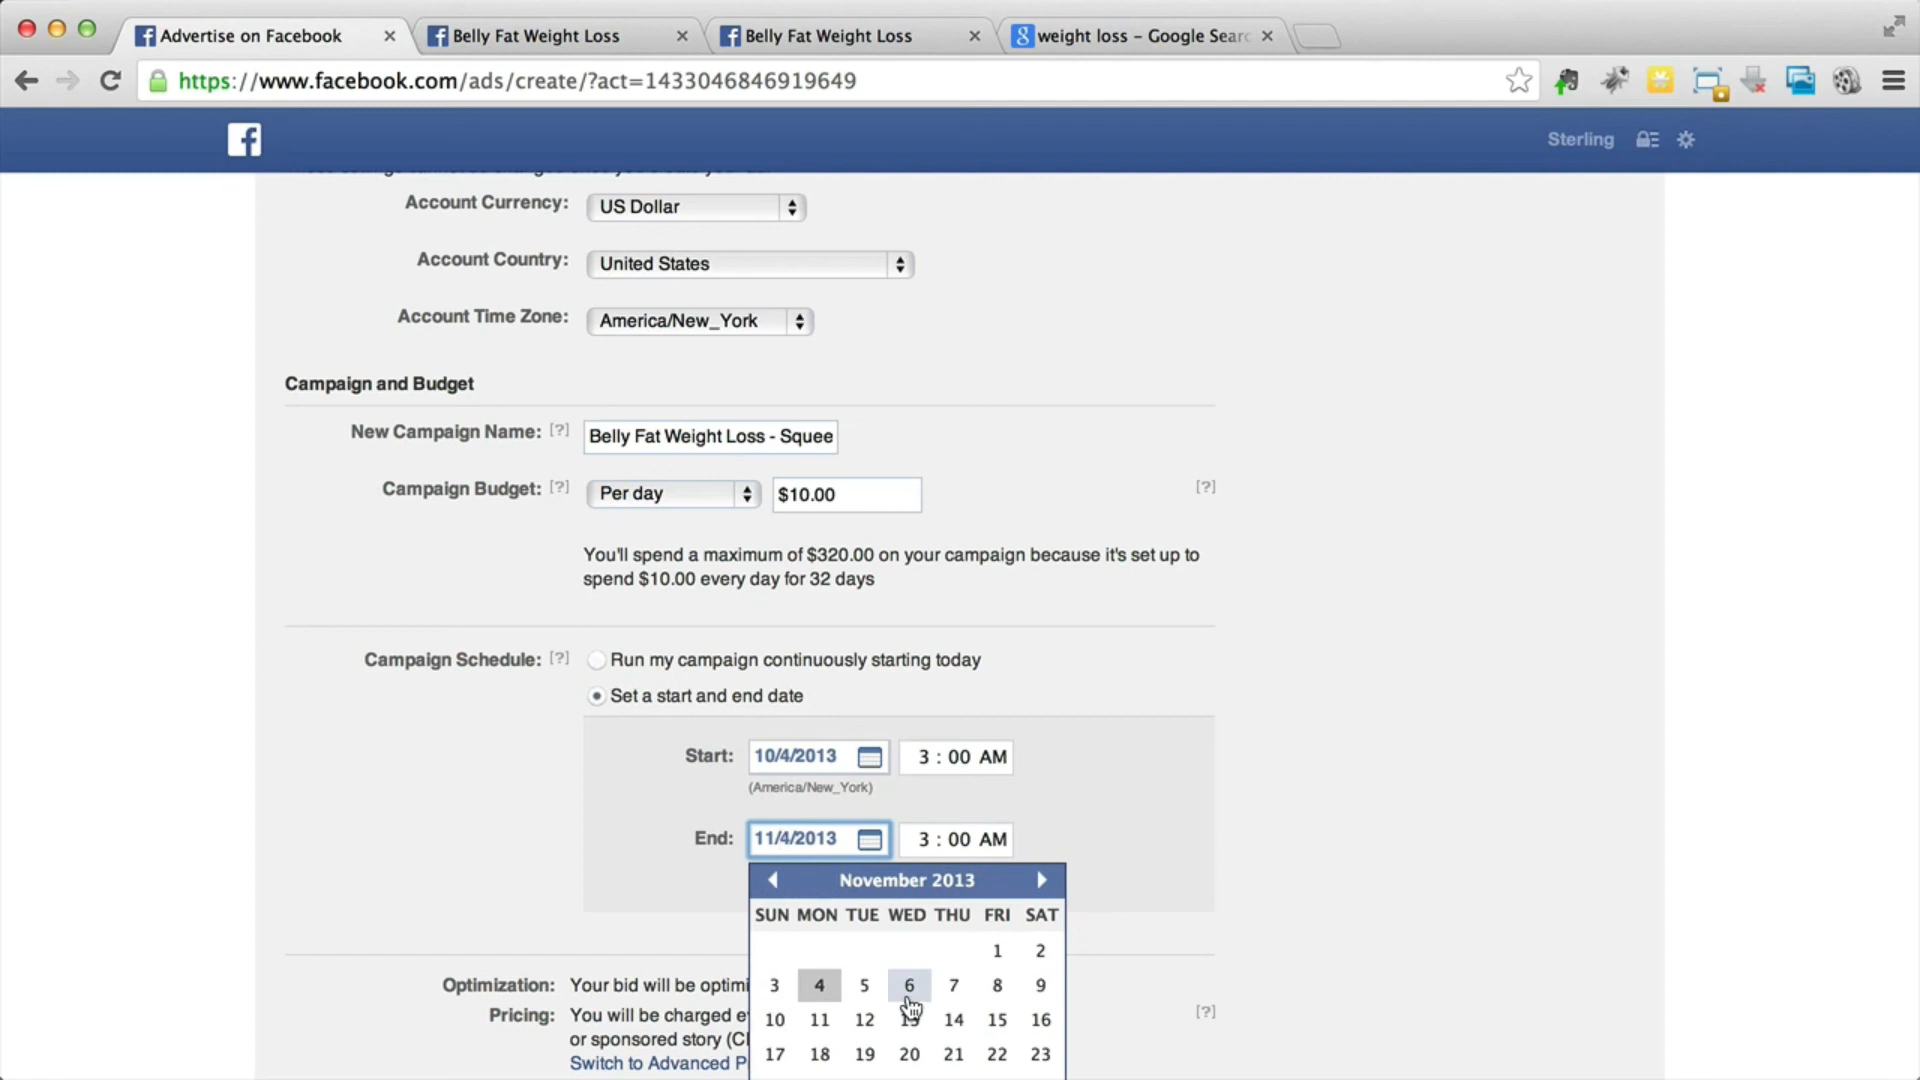 Advertise on Facebook
Belly Fat Weight Loss
Belly Fat Weight Loss
weight loss – Google Searc
https://www.facebook.com/ads/create/?act=1433046846919649
Sterling
Account Currency: US Dollar
Account Country: United States
Account Time Zone: America/New_York
Campaign and Budget
New Campaign Name: [?] Belly Fat Weight Loss - Squee
Campaign Budget: [?] Per day $10.00 [?]
You'll spend a maximum of $320.00 on your campaign because it's set up to
spend $10.00 every day for 32 days
Campaign Schedule: [?] Run my campaign continuously starting today
Set a start and end date
Start: 10/4/2013 3 : 00 AM
(America/New_York)
End: 11/4/2013 3 : 00 AM
November 2013
SUN MON TUE WED THU FRI SAT
1 2
3 4 5 6 7 8 9
10 11 12 13 14 15 16
17 18 19 20 21 22 23
Optimization: Your bid will be optimi
Pricing: You will be charged e [?]
or sponsored story (C
Switch to Advanced P